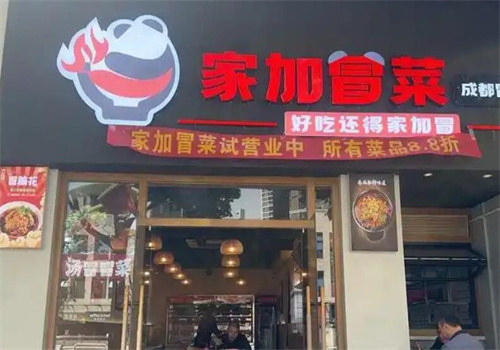 家加冒菜
成都
好吃还得家加冒
家加冒菜试营业中 所有菜品8.8折
脑花
冒菜